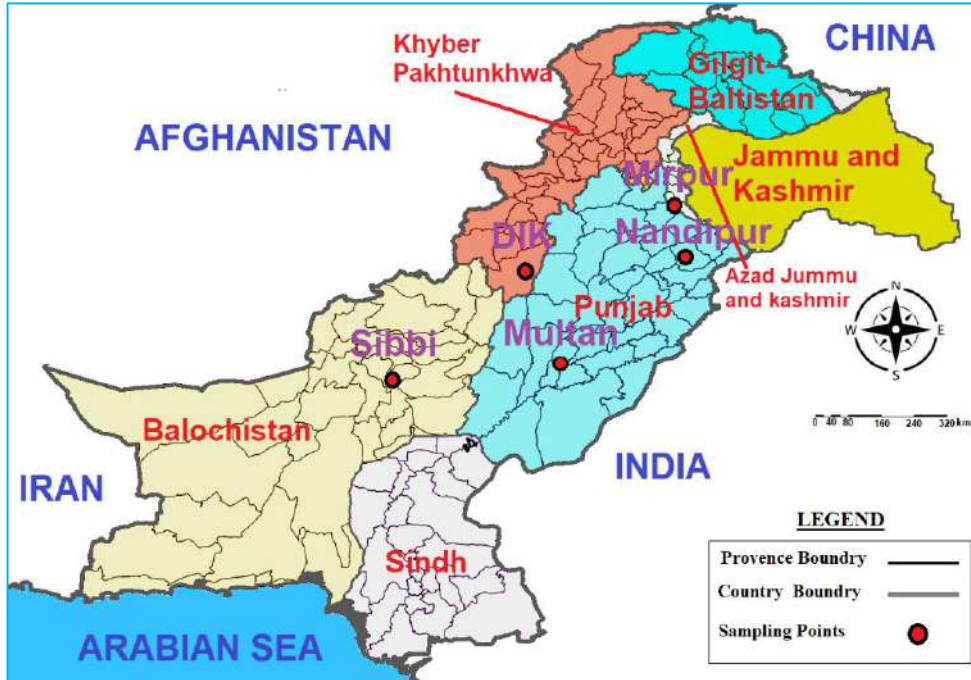 CHINA
Khyber
Pakhtunkhwa
Gilgit-
Baltistan
AFGHANISTAN
Jammu and
Kashmir
Mirpur
DIK
Nandipur
Azad Jummu
and kashmir
Punjab
Multan
Sibbi
N
W
E
S
0 40 80 160 240 320 km
Balochistan
IRAN
INDIA
Sindh
ARABIAN SEA
LEGEND
Provence Boundry
Country Boundry
Sampling Points